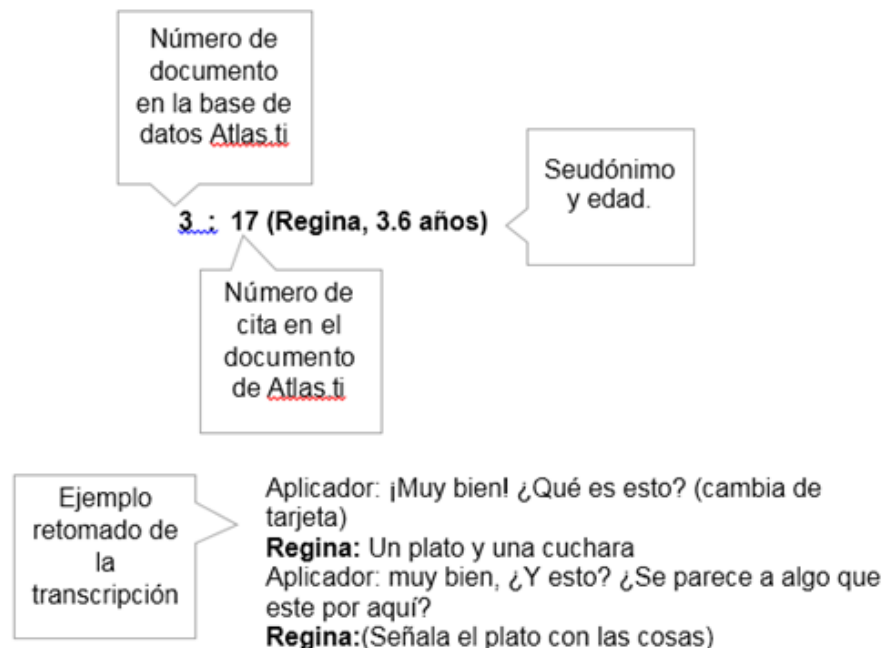 Número de
documento
en la base de
datos Atlas.ti
Seudónimo
y edad.
3 : 17 (Regina, 3.6 años)
Número de
cita en el
documento
de Atlas.ti
Ejemplo
retomado de
la
transcripción
Aplicador: ¡Muy bien! ¿Qué es esto? (cambia de
tarjeta)
Regina: Un plato y una cuchara
Aplicador: muy bien, ¿Y esto? ¿Se parece a algo que
este por aquí?
Regina:(Señala el plato con las cosas)